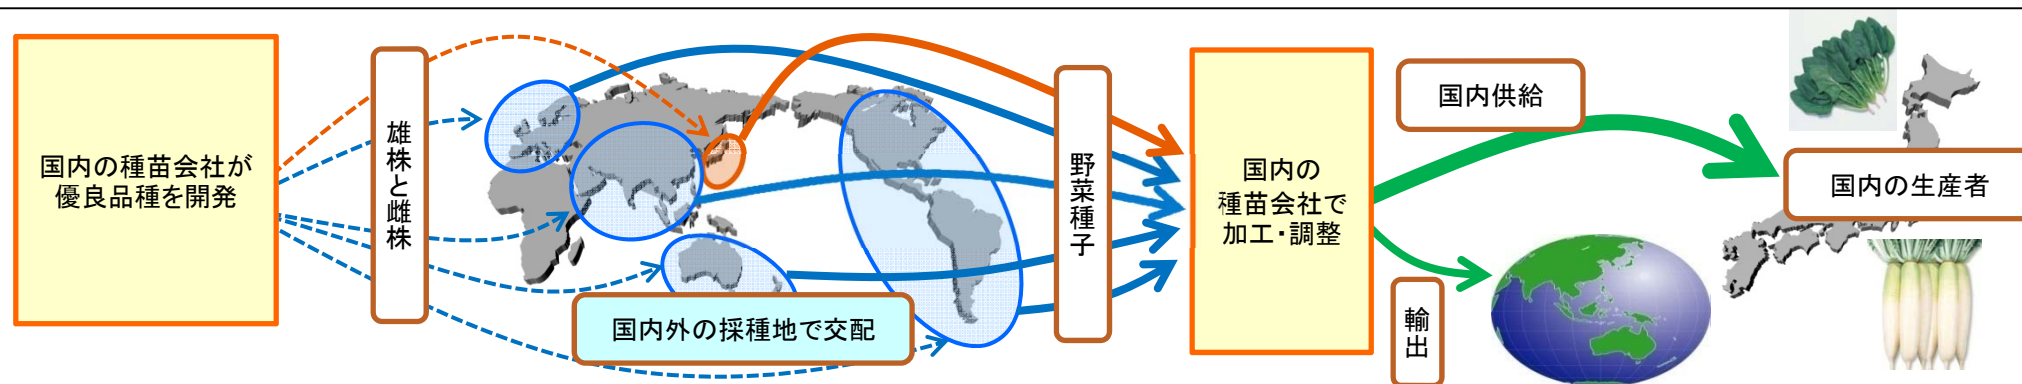 国内の種苗会社が
優良品種を開発
雄株と雌株
国内外の採種地で交配
野菜種子
国内の
種苗会社で
加工・調整
国内供給
輸出
国内の生産者